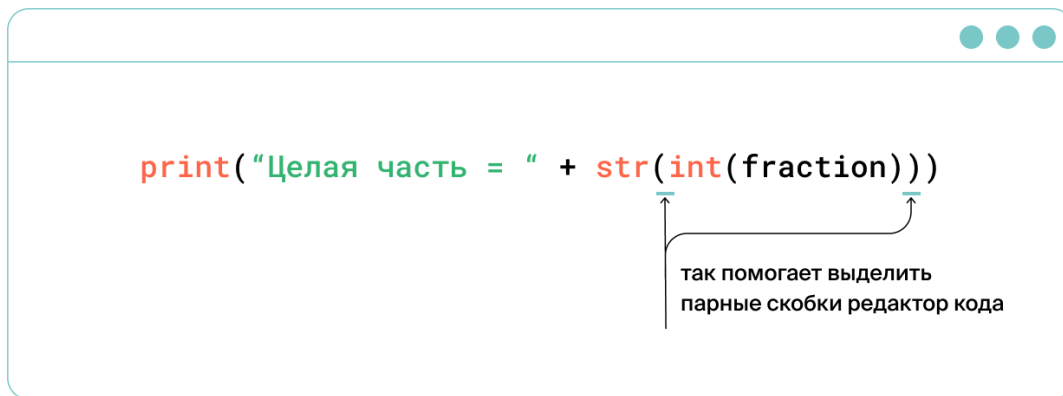 print(“Целая часть = “ + str(int(fraction)))
так помогает выделить
парные скобки редактор кода